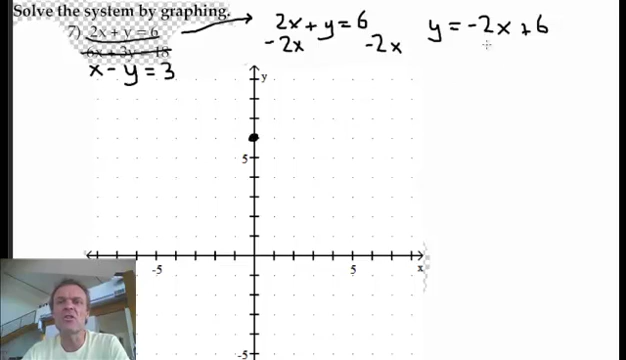 Solve the system by graphing.
7) 2x + y = 6
6x + 3y = 18
x - y = 3
2x + y = 6
-2x -2x
y = -2x + 6
y
5
-5
5
x
-5